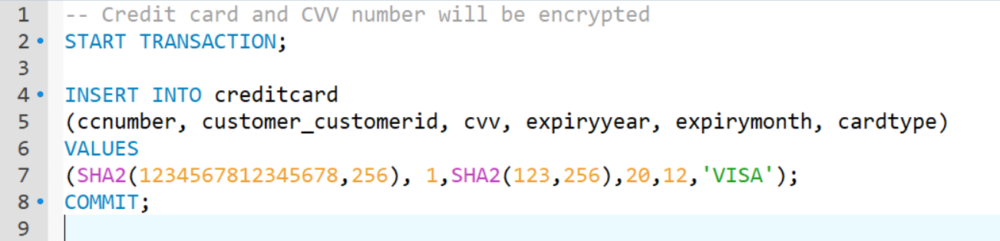 1 -- Credit card and CVV number will be encrypted
2 START TRANSACTION;
3
4 INSERT INTO creditcard
5 (ccnumber, customer_customerid, cvv, expiryyear, expirymonth, cardtype)
6 VALUES
7 (SHA2(1234567812345678,256), 1,SHA2(123,256),20,12,'VISA');
8 COMMIT;
9